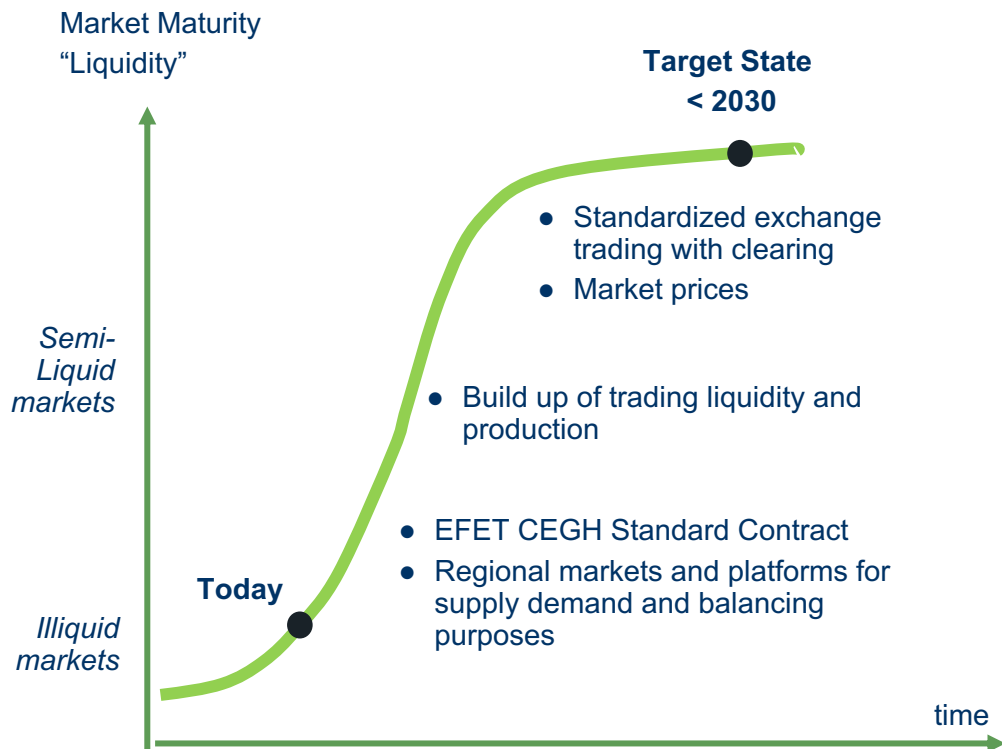 Market Maturity
“Liquidity”
Target State
< 2030
● Standardized exchange
trading with clearing
● Market prices
Semi-
Liquid
markets
● Build up of trading liquidity and
production
● EFET CEGH Standard Contract
● Regional markets and platforms for
supply demand and balancing
purposes
Today
Illiquid
markets
time